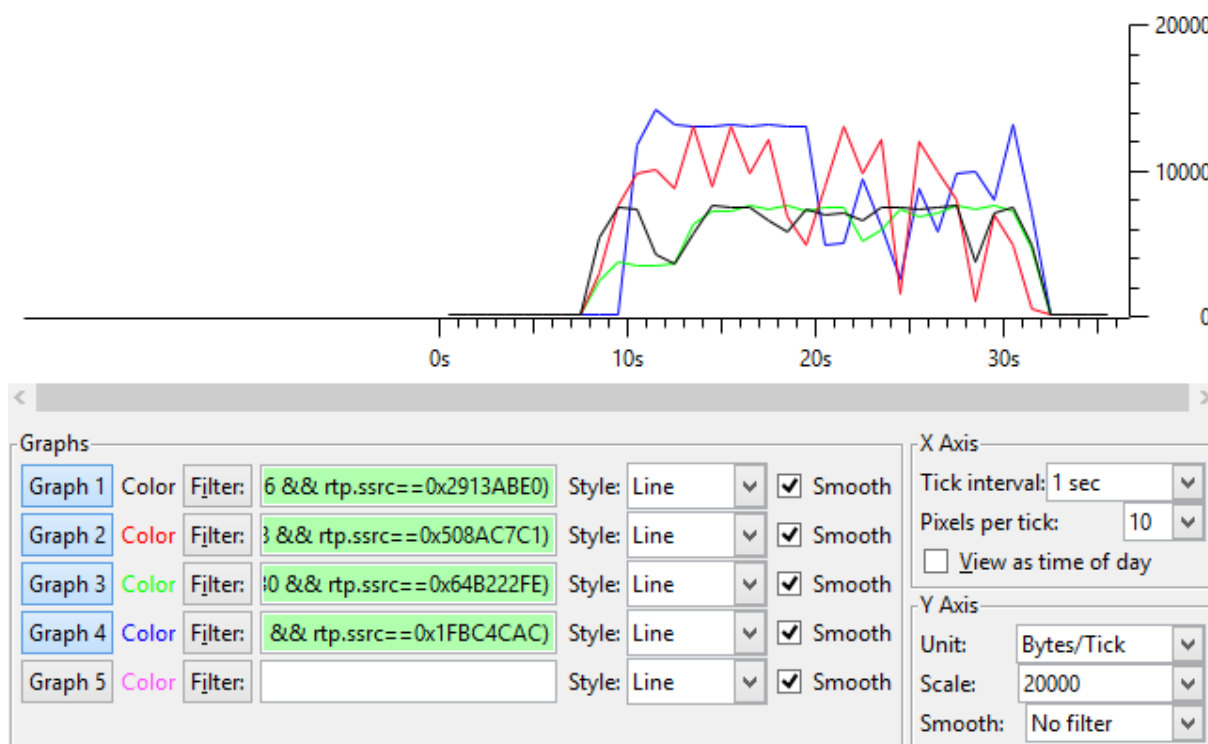 20000
10000
0
0s 10s 20s 30s
Graphs
Graph 1 Color Filter: 6 && rtp.ssrc==0x2913ABE0) Style: Line Smooth
Graph 2 Color Filter: 3 && rtp.ssrc==0x508AC7C1) Style: Line Smooth
Graph 3 Color Filter: 30 && rtp.ssrc==0x64B222FE) Style: Line Smooth
Graph 4 Color Filter: && rtp.ssrc==0x1FBC4CAC) Style: Line Smooth
Graph 5 Color Filter: Style: Line Smooth
X Axis
Tick interval: 1 sec
Pixels per tick: 10
View as time of day
Y Axis
Unit: Bytes/Tick
Scale: 20000
Smooth: No filter